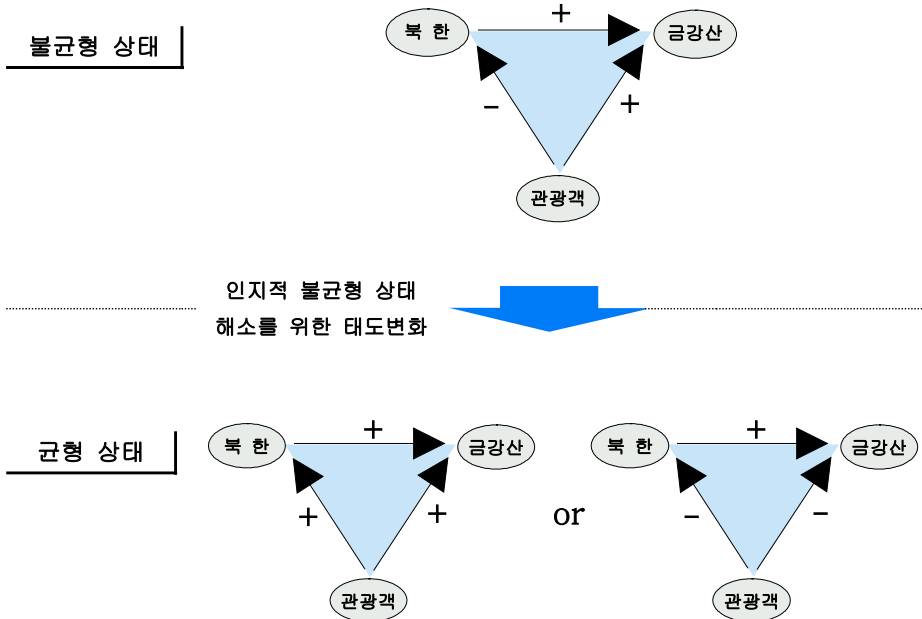 불균형 상태
북 한
+
금강산
-
+
관광객
인지적 불균형 상태
해소를 위한 태도변화
균형 상태
북 한
+
금강산
+
+
관광객
or
북 한
+
금강산
-
-
관광객